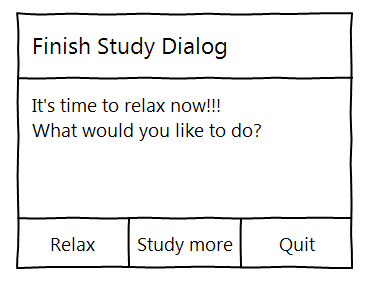 Finish Study Dialog
It's time to relax now!!!
What would you like to do?
Relax
Study more
Quit